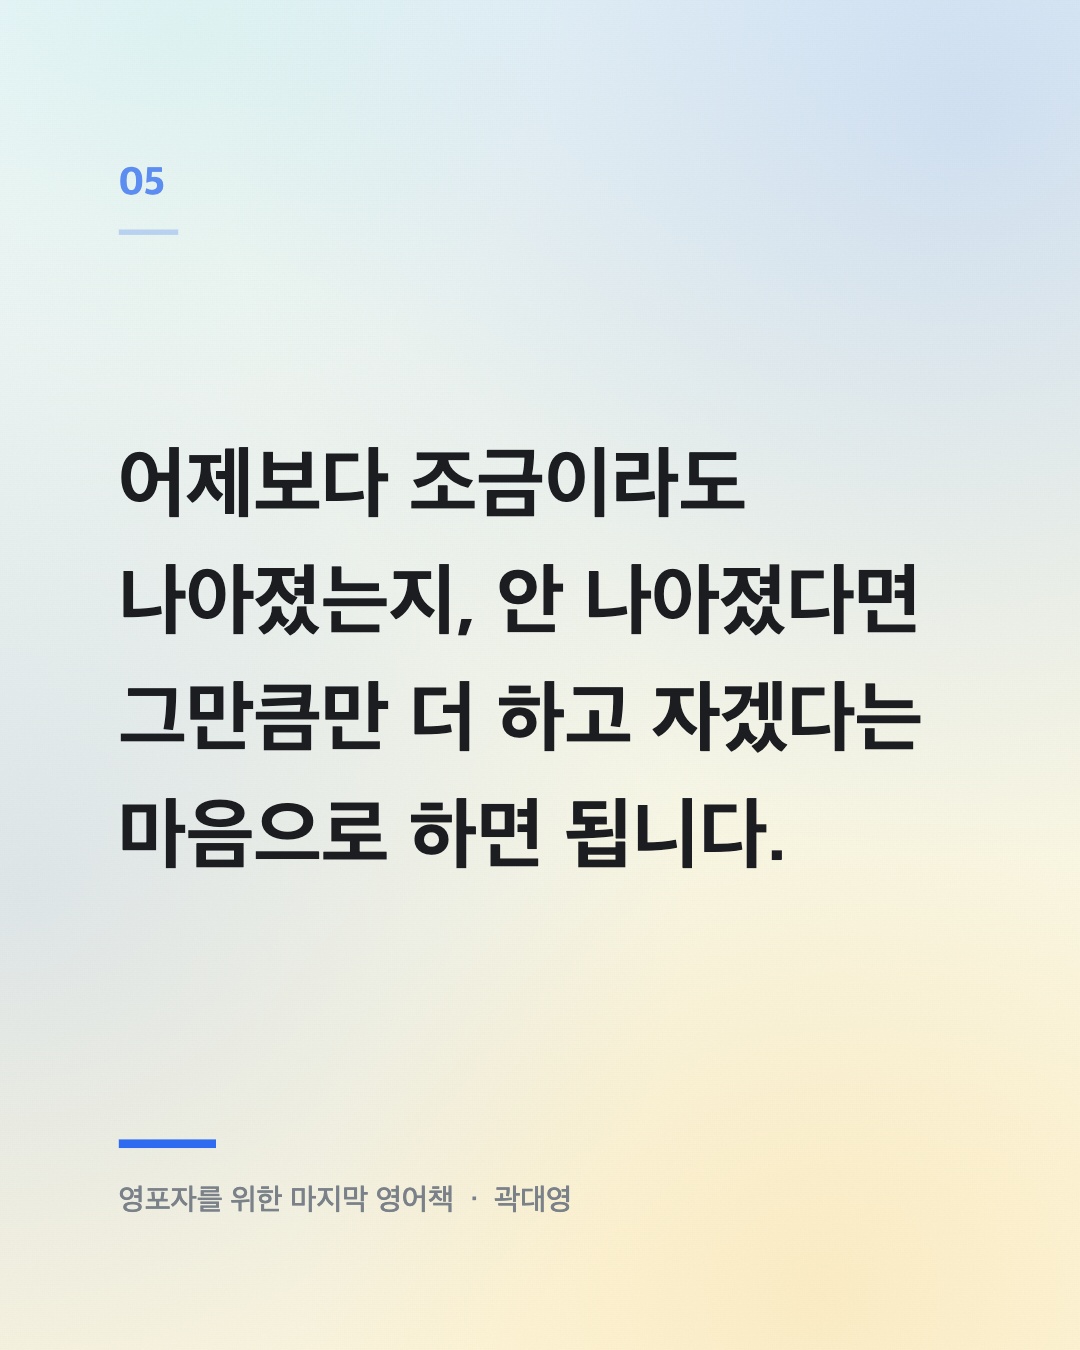 05
어제보다 조금이라도
나아졌는지, 안 나아졌다면
그만큼만 더 하고 자겠다는
마음으로 하면 됩니다.
영포자를 위한 마지막 영어책 · 곽대영